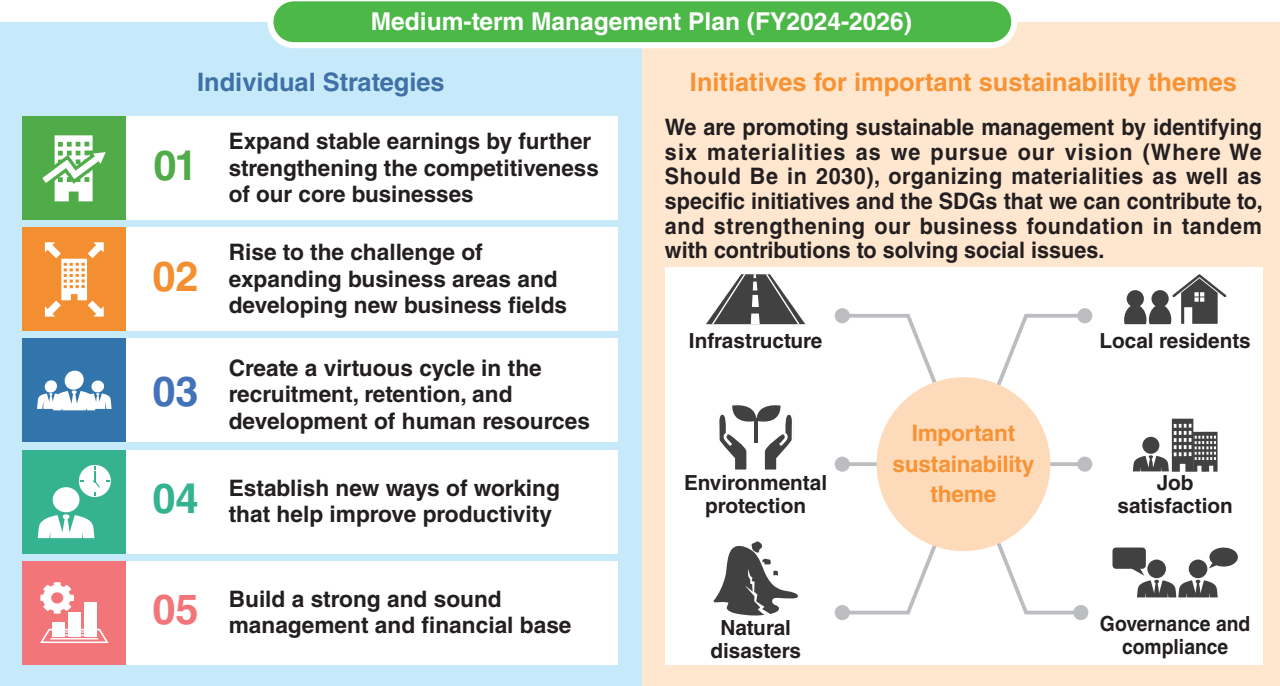 Medium-term Management Plan (FY2024-2026)
Individual Strategies
01
Expand stable earnings by further
strengthening the competitiveness
of our core businesses
02
Rise to the challenge of
expanding business areas and
developing new business fields
03
Create a virtuous cycle in the
recruitment, retention, and
development of human resources
04
Establish new ways of working
that help improve productivity
05
Build a strong and sound
management and financial base
Initiatives for important sustainability themes
We are promoting sustainable management by identifying
six materialities as we pursue our vision (Where We
Should Be in 2030), organizing materialities as well as
specific initiatives and the SDGs that we can contribute to,
and strengthening our business foundation in tandem
with contributions to solving social issues.
Infrastructure
Local residents
Environmental
protection
Important
sustainability
theme
Job
satisfaction
Natural
disasters
Governance and
compliance